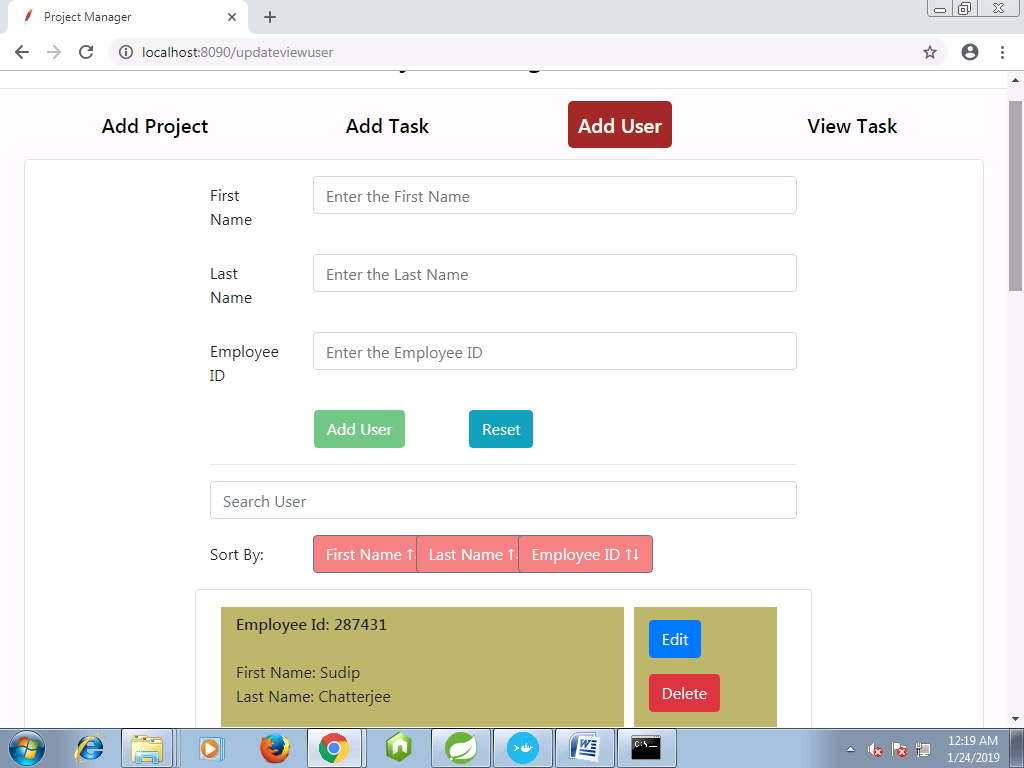 Project Manager
localhost:8090/updateviewuser
Add Project Add Task Add User View Task
First Name
Enter the First Name
Last Name
Enter the Last Name
Employee ID
Enter the Employee ID
Add User Reset
Search User
Sort By: First Name ↑ Last Name ↑ Employee ID ↑↓
Employee Id: 287431
Edit
First Name: Sudip
Last Name: Chatterjee
Delete
C:\_
12:19 AM
1/24/2019